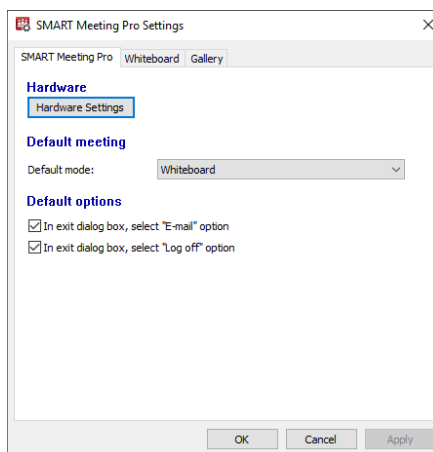 SMART Meeting Pro Settings
SMART Meeting Pro Whiteboard Gallery
Hardware
Hardware Settings
Default meeting
Default mode: Whiteboard
Default options
In exit dialog box, select "E-mail" option
In exit dialog box, select "Log off" option
OK Cancel Apply